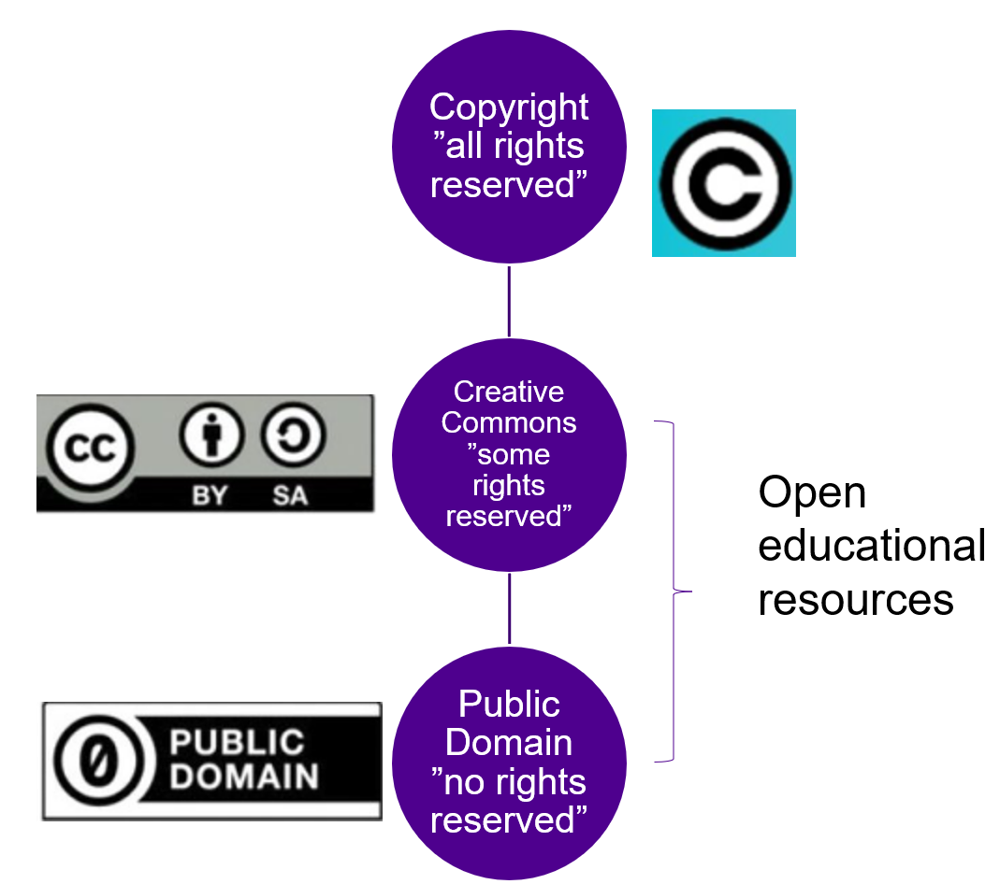 Copyright
”all rights
reserved”
©
Creative
Commons
”some
rights
reserved”
CC
BY SA
Open
educational
resources
Public
Domain
”no rights
reserved”
0
PUBLIC
DOMAIN